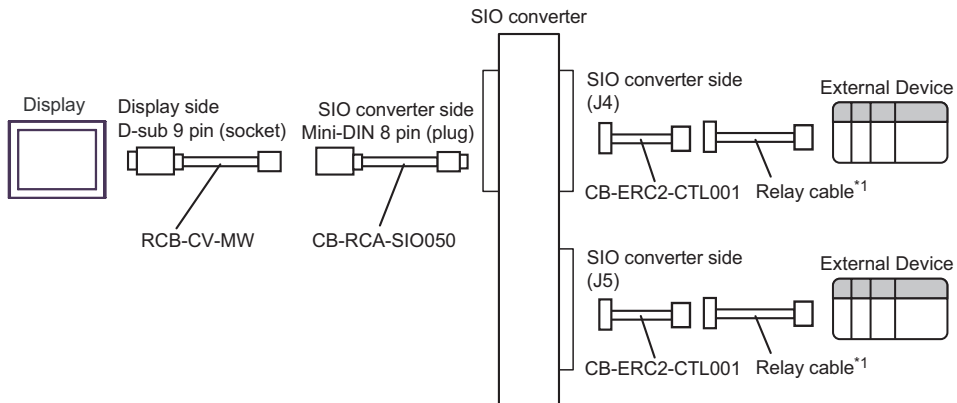 SIO converter
Display
Display side
D-sub 9 pin (socket)
SIO converter side
Mini-DIN 8 pin (plug)
RCB-CV-MW
CB-RCA-SIO050
SIO converter side
(J4)
External Device
CB-ERC2-CTL001
Relay cable*1
SIO converter side
(J5)
External Device
CB-ERC2-CTL001
Relay cable*1